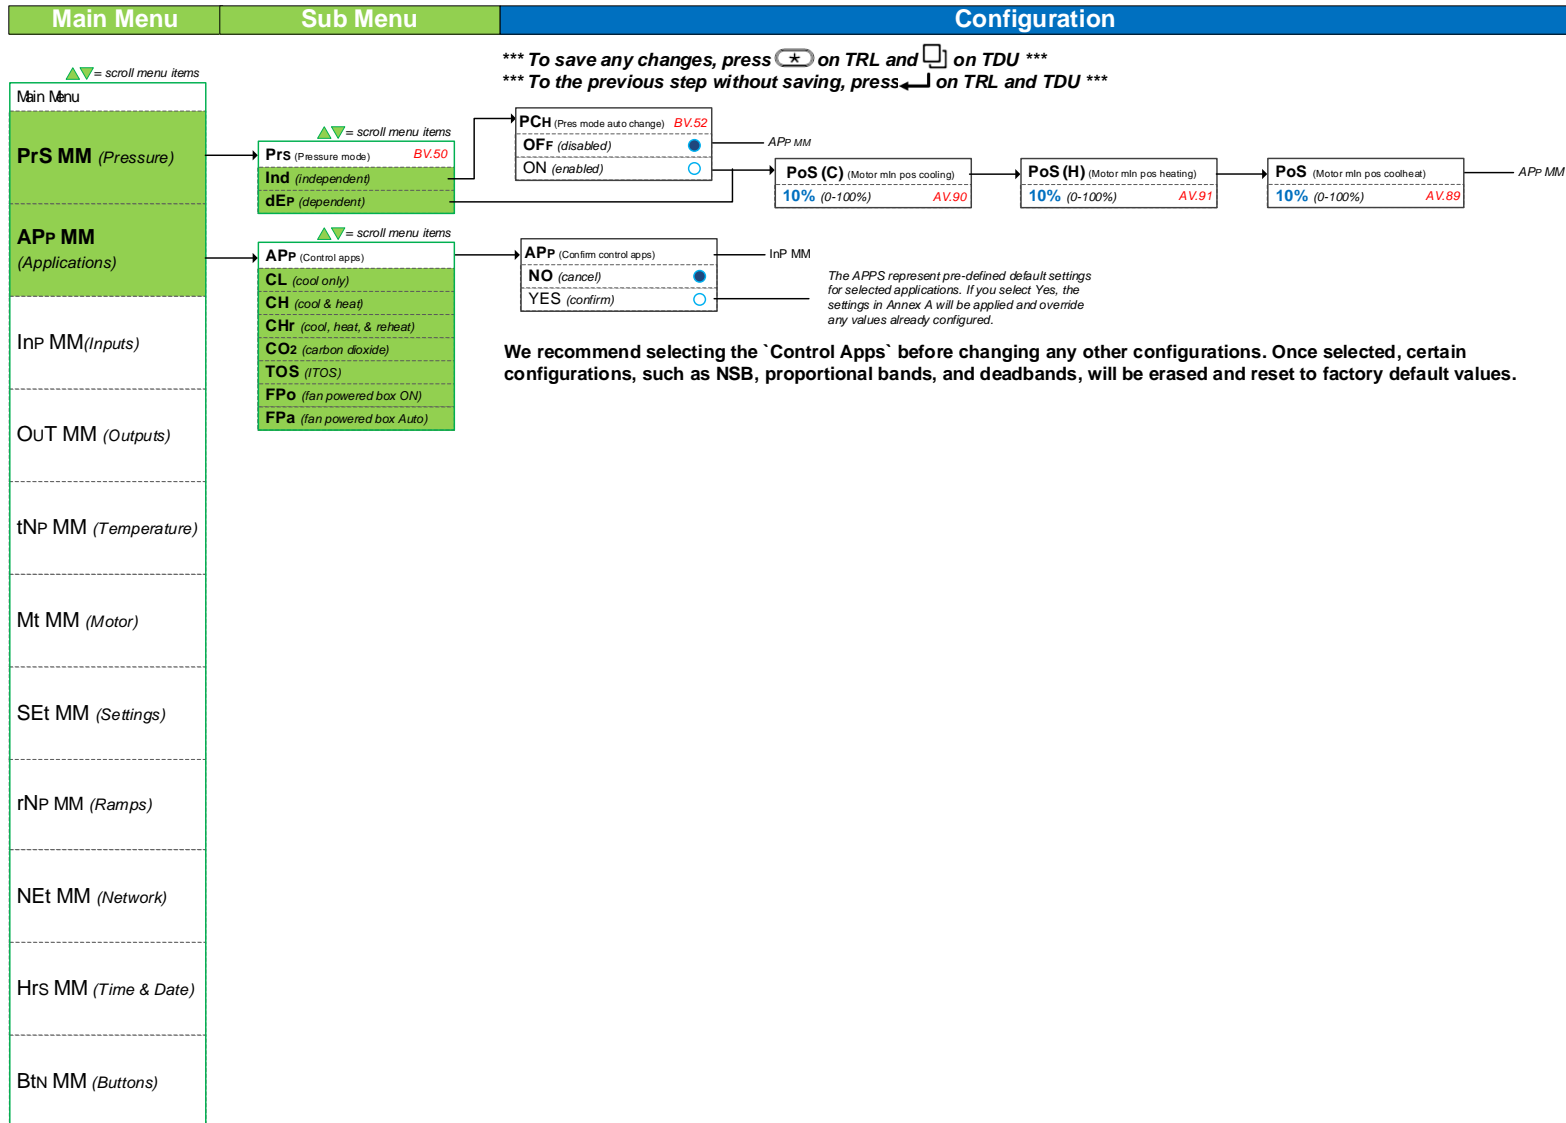 Main Menu
Sub Menu
Configuration
*** To save any changes, press on TRL and on TDU ***
*** To the previous step without saving, press on TRL and TDU ***
= scroll menu items
Main Menu
PrS MM (Pressure)
APP MM
(Applications)
InP MM(Inputs)
OUT MM (Outputs)
tNP MM (Temperature)
Mt MM (Motor)
SEt MM (Settings)
rNP MM (Ramps)
NEt MM (Network)
HrS MM (Time & Date)
BtN MM (Buttons)
= scroll menu items
PrS (Pressure mode) BV.50
Ind (independent)
dEP (dependent)
= scroll menu items
APP (Control apps)
CL (cool only)
CH (cool & heat)
CHr (cool, heat, & reheat)
CO2 (carbon dioxide)
TOS (ITOS)
FPo (fan powered box ON)
FPa (fan powered box Auto)
PCH (Pres mode auto change) BV.52
OFF (disabled)
ON (enabled)
APP MM
PoS (C) (Motor mIn pos cooling)
10% (0-100%) AV.90
PoS (H) (Motor mIn pos heating)
10% (0-100%) AV.91
PoS (Motor mIn pos coolheat)
10% (0-100%) AV.89
APP MM
APP (Confirm control apps)
NO (cancel)
YES (confirm)
InP MM
The APPS represent pre-defined default settings
for selected applications. If you select Yes, the
settings in Annex A will be applied and override
any values already configured.
We recommend selecting the `Control Apps` before changing any other configurations. Once selected, certain
configurations, such as NSB, proportional bands, and deadbands, will be erased and reset to factory default values.